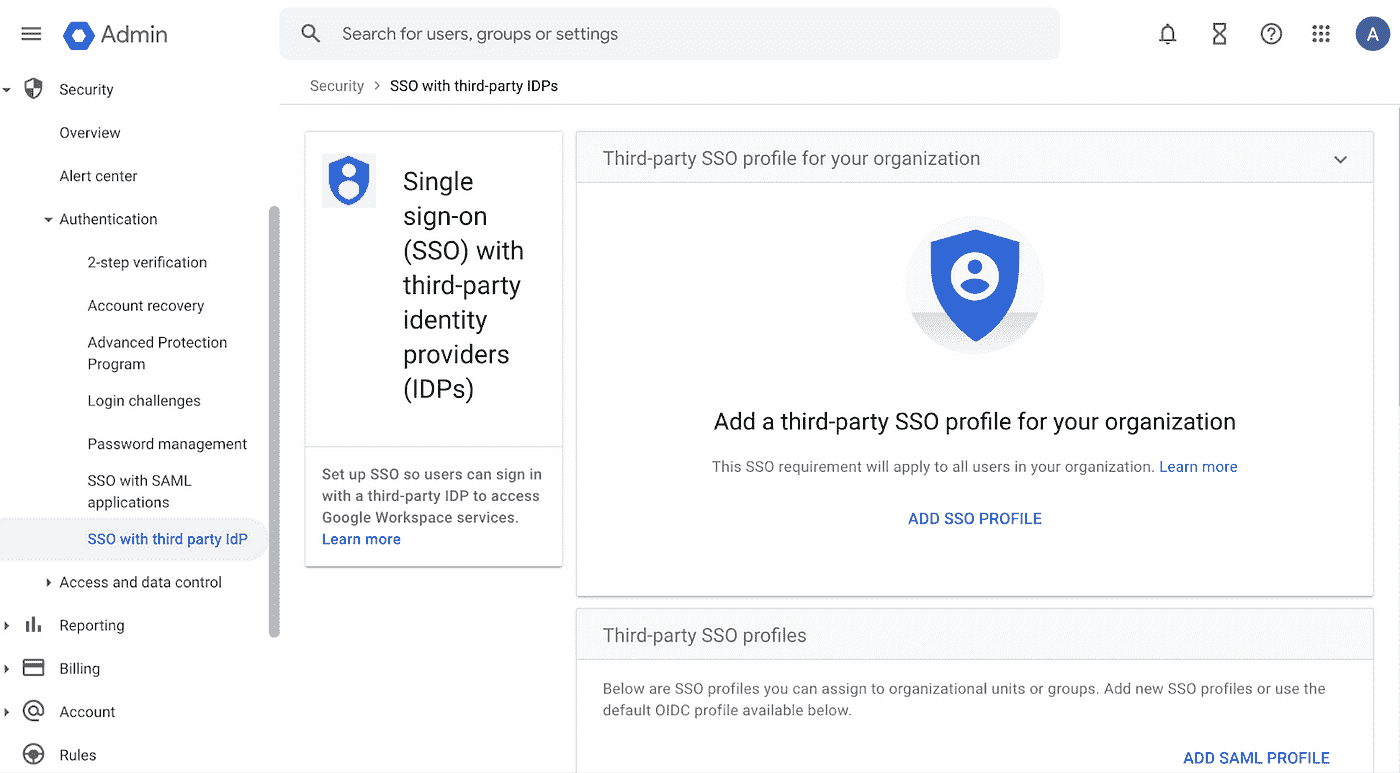 Admin
Search for users, groups or settings
A
Security
Overview
Alert center
Authentication
2-step verification
Account recovery
Advanced Protection
Program
Login challenges
Password management
SSO with SAML
applications
SSO with third party IdP
Access and data control
Reporting
Billing
Account
Rules
Security > SSO with third-party IDPs
Single
sign-on
(SSO) with
third-party
identity
providers
(IDPs)
Set up SSO so users can sign in
with a third-party IDP to access
Google Workspace services.
Learn more
Third-party SSO profile for your organization
Add a third-party SSO profile for your organization
This SSO requirement will apply to all users in your organization. Learn more
ADD SSO PROFILE
Third-party SSO profiles
Below are SSO profiles you can assign to organizational units or groups. Add new SSO profiles or use the
default OIDC profile available below.
ADD SAML PROFILE